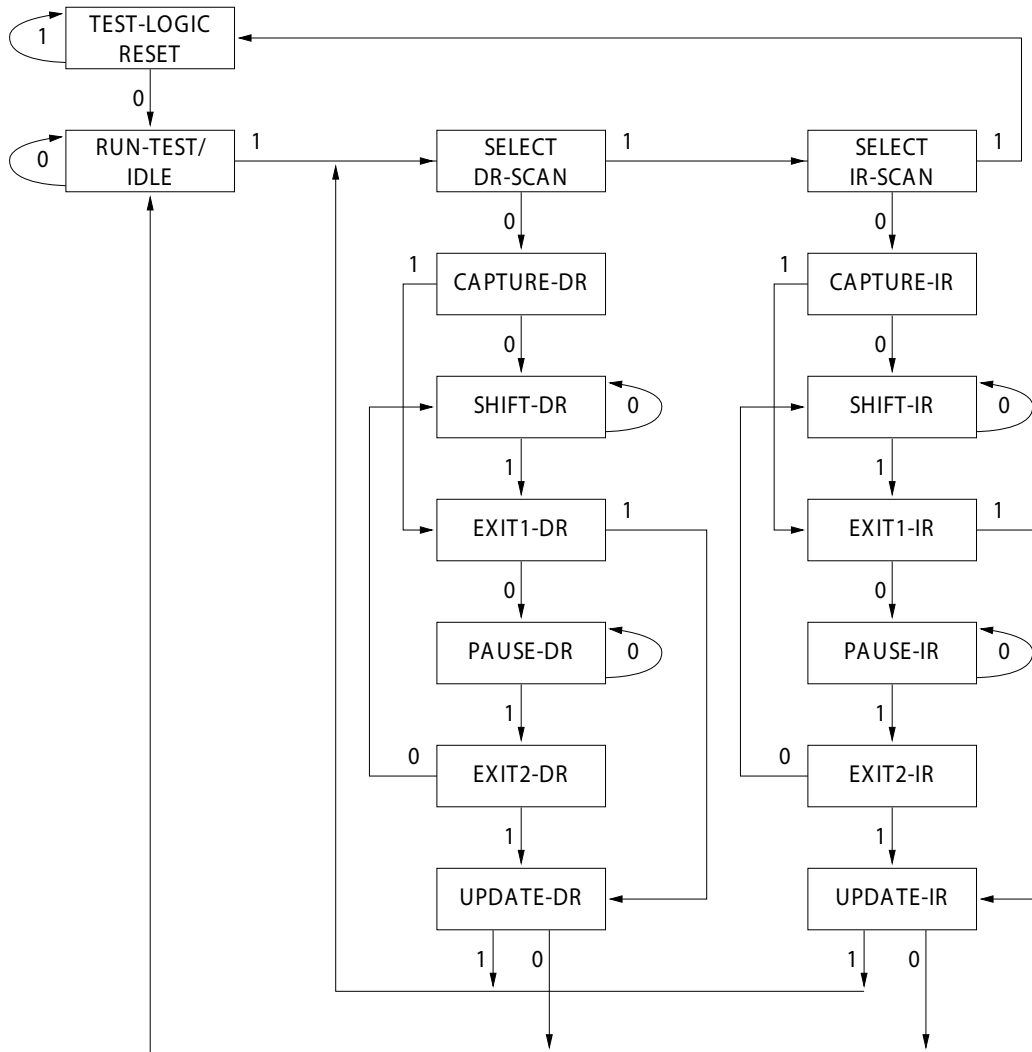 TEST-LOGIC
RESET
1
0
RUN-TEST/
IDLE
0
1
SELECT
DR-SCAN
1
SELECT
IR-SCAN
1
0
0
1
CAPTURE-DR
1
CAPTURE-IR
0
0
SHIFT-DR
0
SHIFT-IR
0
1
1
EXIT1-DR
1
EXIT1-IR
1
0
0
PAUSE-DR
0
PAUSE-IR
0
1
1
0
EXIT2-DR
0
EXIT2-IR
1
1
UPDATE-DR
UPDATE-IR
1
0
1
0